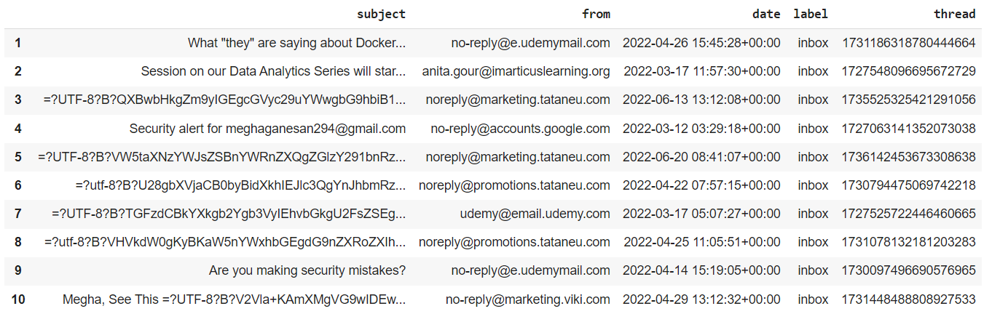 subject from date label thread
1 What "they" are saying about Docker... no-reply@e.udemymail.com 2022-04-26 15:45:28+00:00 inbox 1731186318780444664
2 Session on our Data Analytics Series will star... anita.gour@imarticuslearning.org 2022-03-17 11:57:30+00:00 inbox 1727548096695672729
3 =?UTF-8?B?QXBwbHkgZm9yIGEgcGVyc29uYWwgbG9hbiB1... noreply@marketing.tataneu.com 2022-06-13 13:12:08+00:00 inbox 1735525325421291056
4 Security alert for meghaganesan294@gmail.com no-reply@accounts.google.com 2022-03-12 03:29:18+00:00 inbox 1727063141352073038
5 =?UTF-8?B?VW5taXNzYWJsZSBnYWRnZXQgZGlzY291bnRz... noreply@marketing.tataneu.com 2022-06-20 08:41:07+00:00 inbox 1736142453673308638
6 =?utf-8?B?U28gbXVjaCB0byBidXkhIEJlc3QgYnJhbmRz... noreply@promotions.tataneu.com 2022-04-22 07:57:15+00:00 inbox 1730794475069742218
7 =?UTF-8?B?TGFzdCBkYXkgb2Ygb3VyIEhvbGkgU2FsZSEg... udemy@email.udemy.com 2022-03-17 05:07:27+00:00 inbox 1727525722446460665
8 =?utf-8?B?VHVkdW0gKyBKaW5nYWxhbGEgdG9nZXRoZXIh... noreply@promotions.tataneu.com 2022-04-25 11:05:51+00:00 inbox 1731078132181203283
9 Are you making security mistakes? no-reply@e.udemymail.com 2022-04-14 15:19:05+00:00 inbox 1730097496690576965
10 Megha, See This =?UTF-8?B?V2Vla+KAmXMgVG9wIDEw... no-reply@marketing.viki.com 2022-04-29 13:12:32+00:00 inbox 1731448488808927533